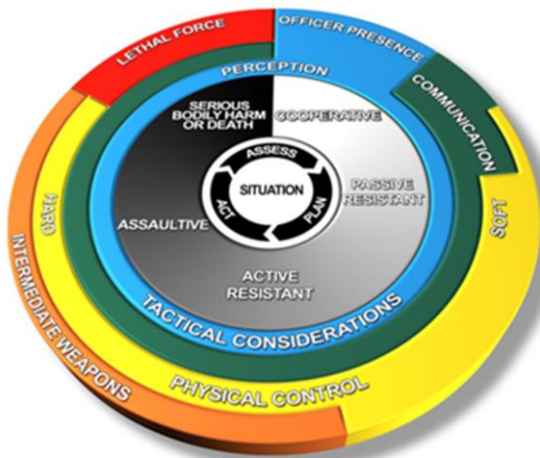 LETHAL FORCE
OFFICER PRESENCE
COMMUNICATION
PERCEPTION
SERIOUS
BODILY HARM
OR DEATH
COOPERATIVE
ASSESS
SITUATION
ACT
PLAN
PASSIVE
RESISTANT
ASSAULTIVE
ACTIVE
RESISTANT
TACTICAL CONSIDERATIONS
HARD
SOFT
PHYSICAL CONTROL
INTERMEDIATE WEAPONS